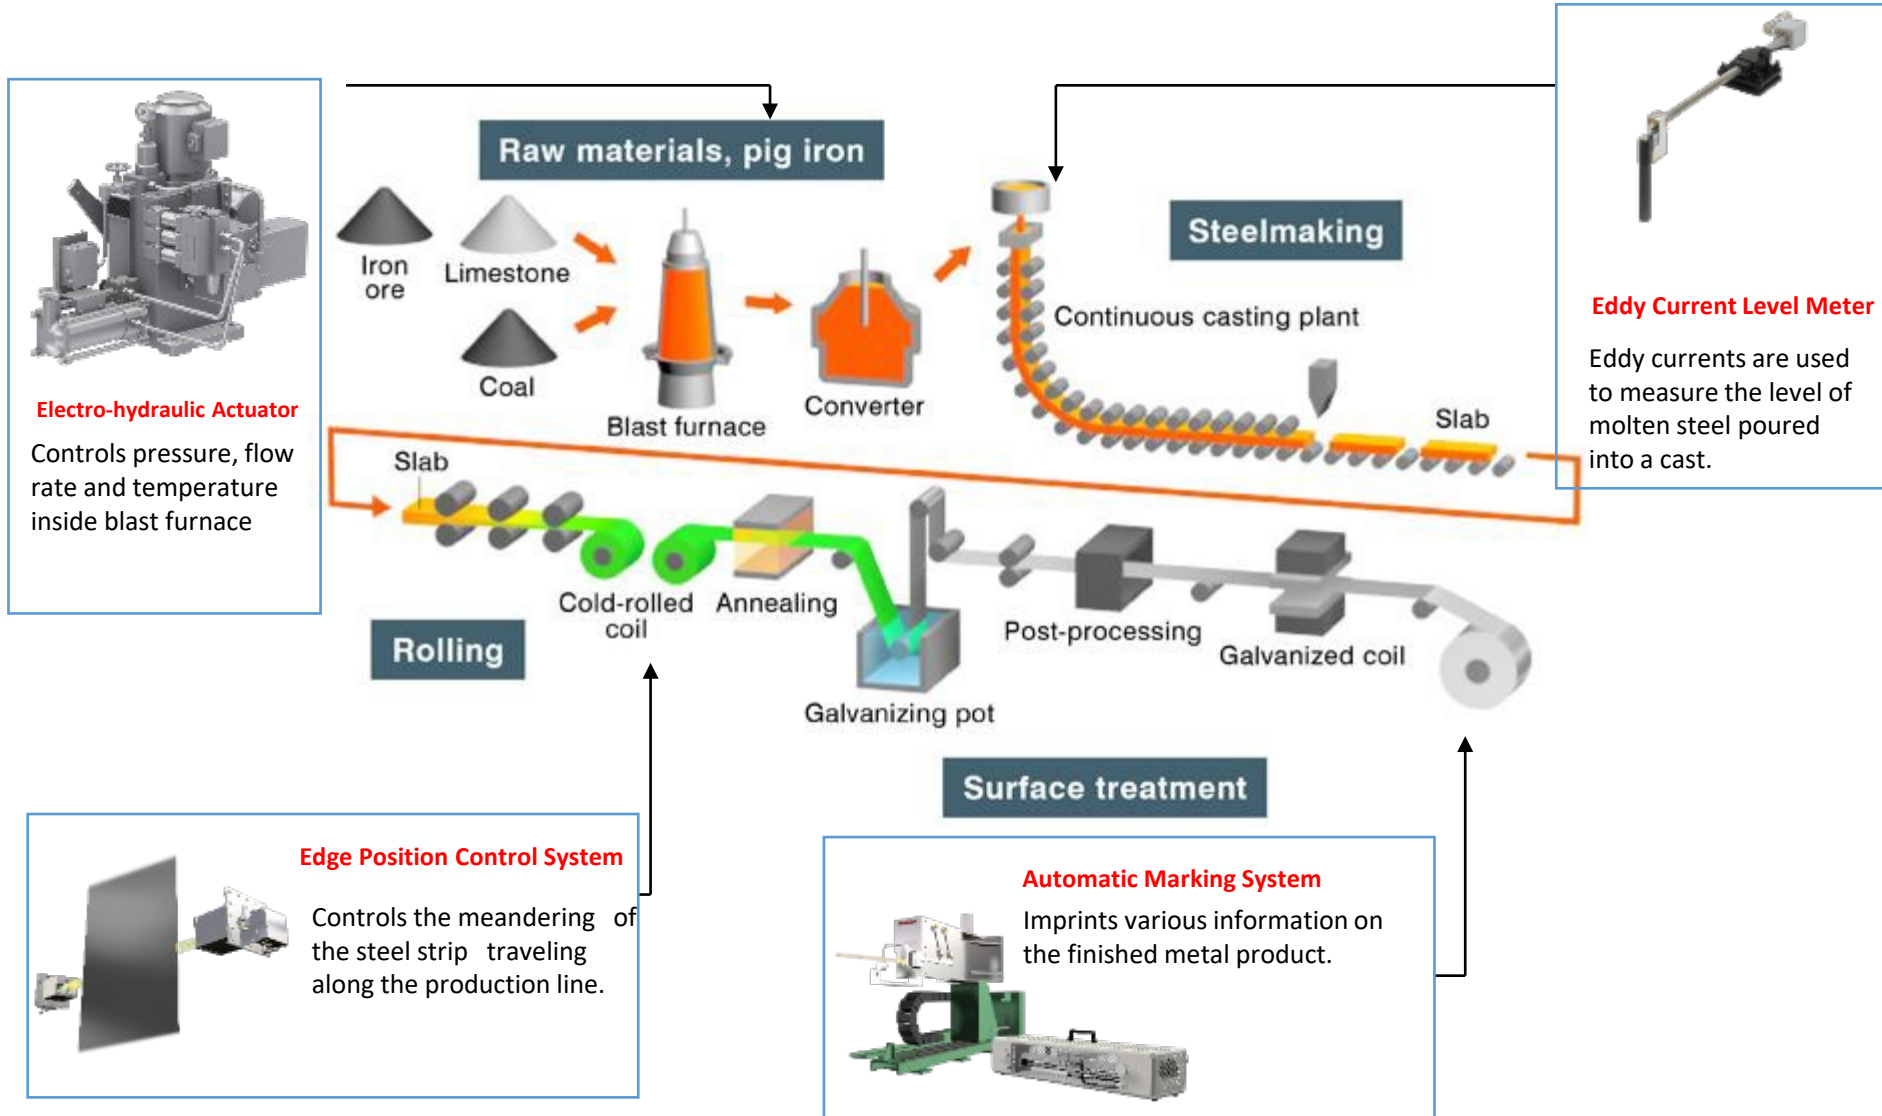 Raw materials, pig iron
Iron
ore
Limestone
Coal
Blast furnace
Converter
Steelmaking
Continuous casting plant
Slab
Electro-hydraulic Actuator
Controls pressure, flow
rate and temperature
inside blast furnace
Eddy Current Level Meter
Eddy currents are used
to measure the level of
molten steel poured
into a cast.
Slab
Cold-rolled
coil
Annealing
Rolling
Galvanizing pot
Post-processing
Galvanized coil
Surface treatment
Edge Position Control System
Controls the meandering of
the steel strip traveling
along the production line.
Automatic Marking System
Imprints various information on
the finished metal product.